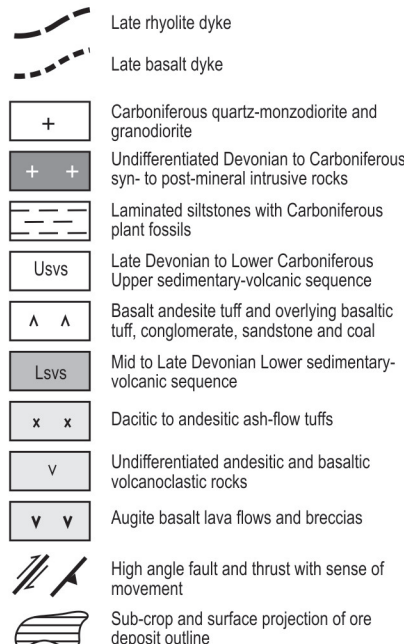 Late rhyolite dyke
Late basalt dyke
+
Carboniferous quartz-monzodiorite and
granodiorite
+ +
Undifferentiated Devonian to Carboniferous
syn- to post-mineral intrusive rocks
Laminated siltstones with Carboniferous
plant fossils
Usvs
Late Devonian to Lower Carboniferous
Upper sedimentary-volcanic sequence
Basalt andesite tuff and overlying basaltic
tuff, conglomerate, sandstone and coal
Lsvs
Mid to Late Devonian Lower sedimentary-
volcanic sequence
x x
Dacitic to andesitic ash-flow tuffs
v
Undifferentiated andesitic and basaltic
volcanoclastic rocks
v v
Augite basalt lava flows and breccias
High angle fault and thrust with sense of
movement
Sub-crop and surface projection of ore
deposit outline